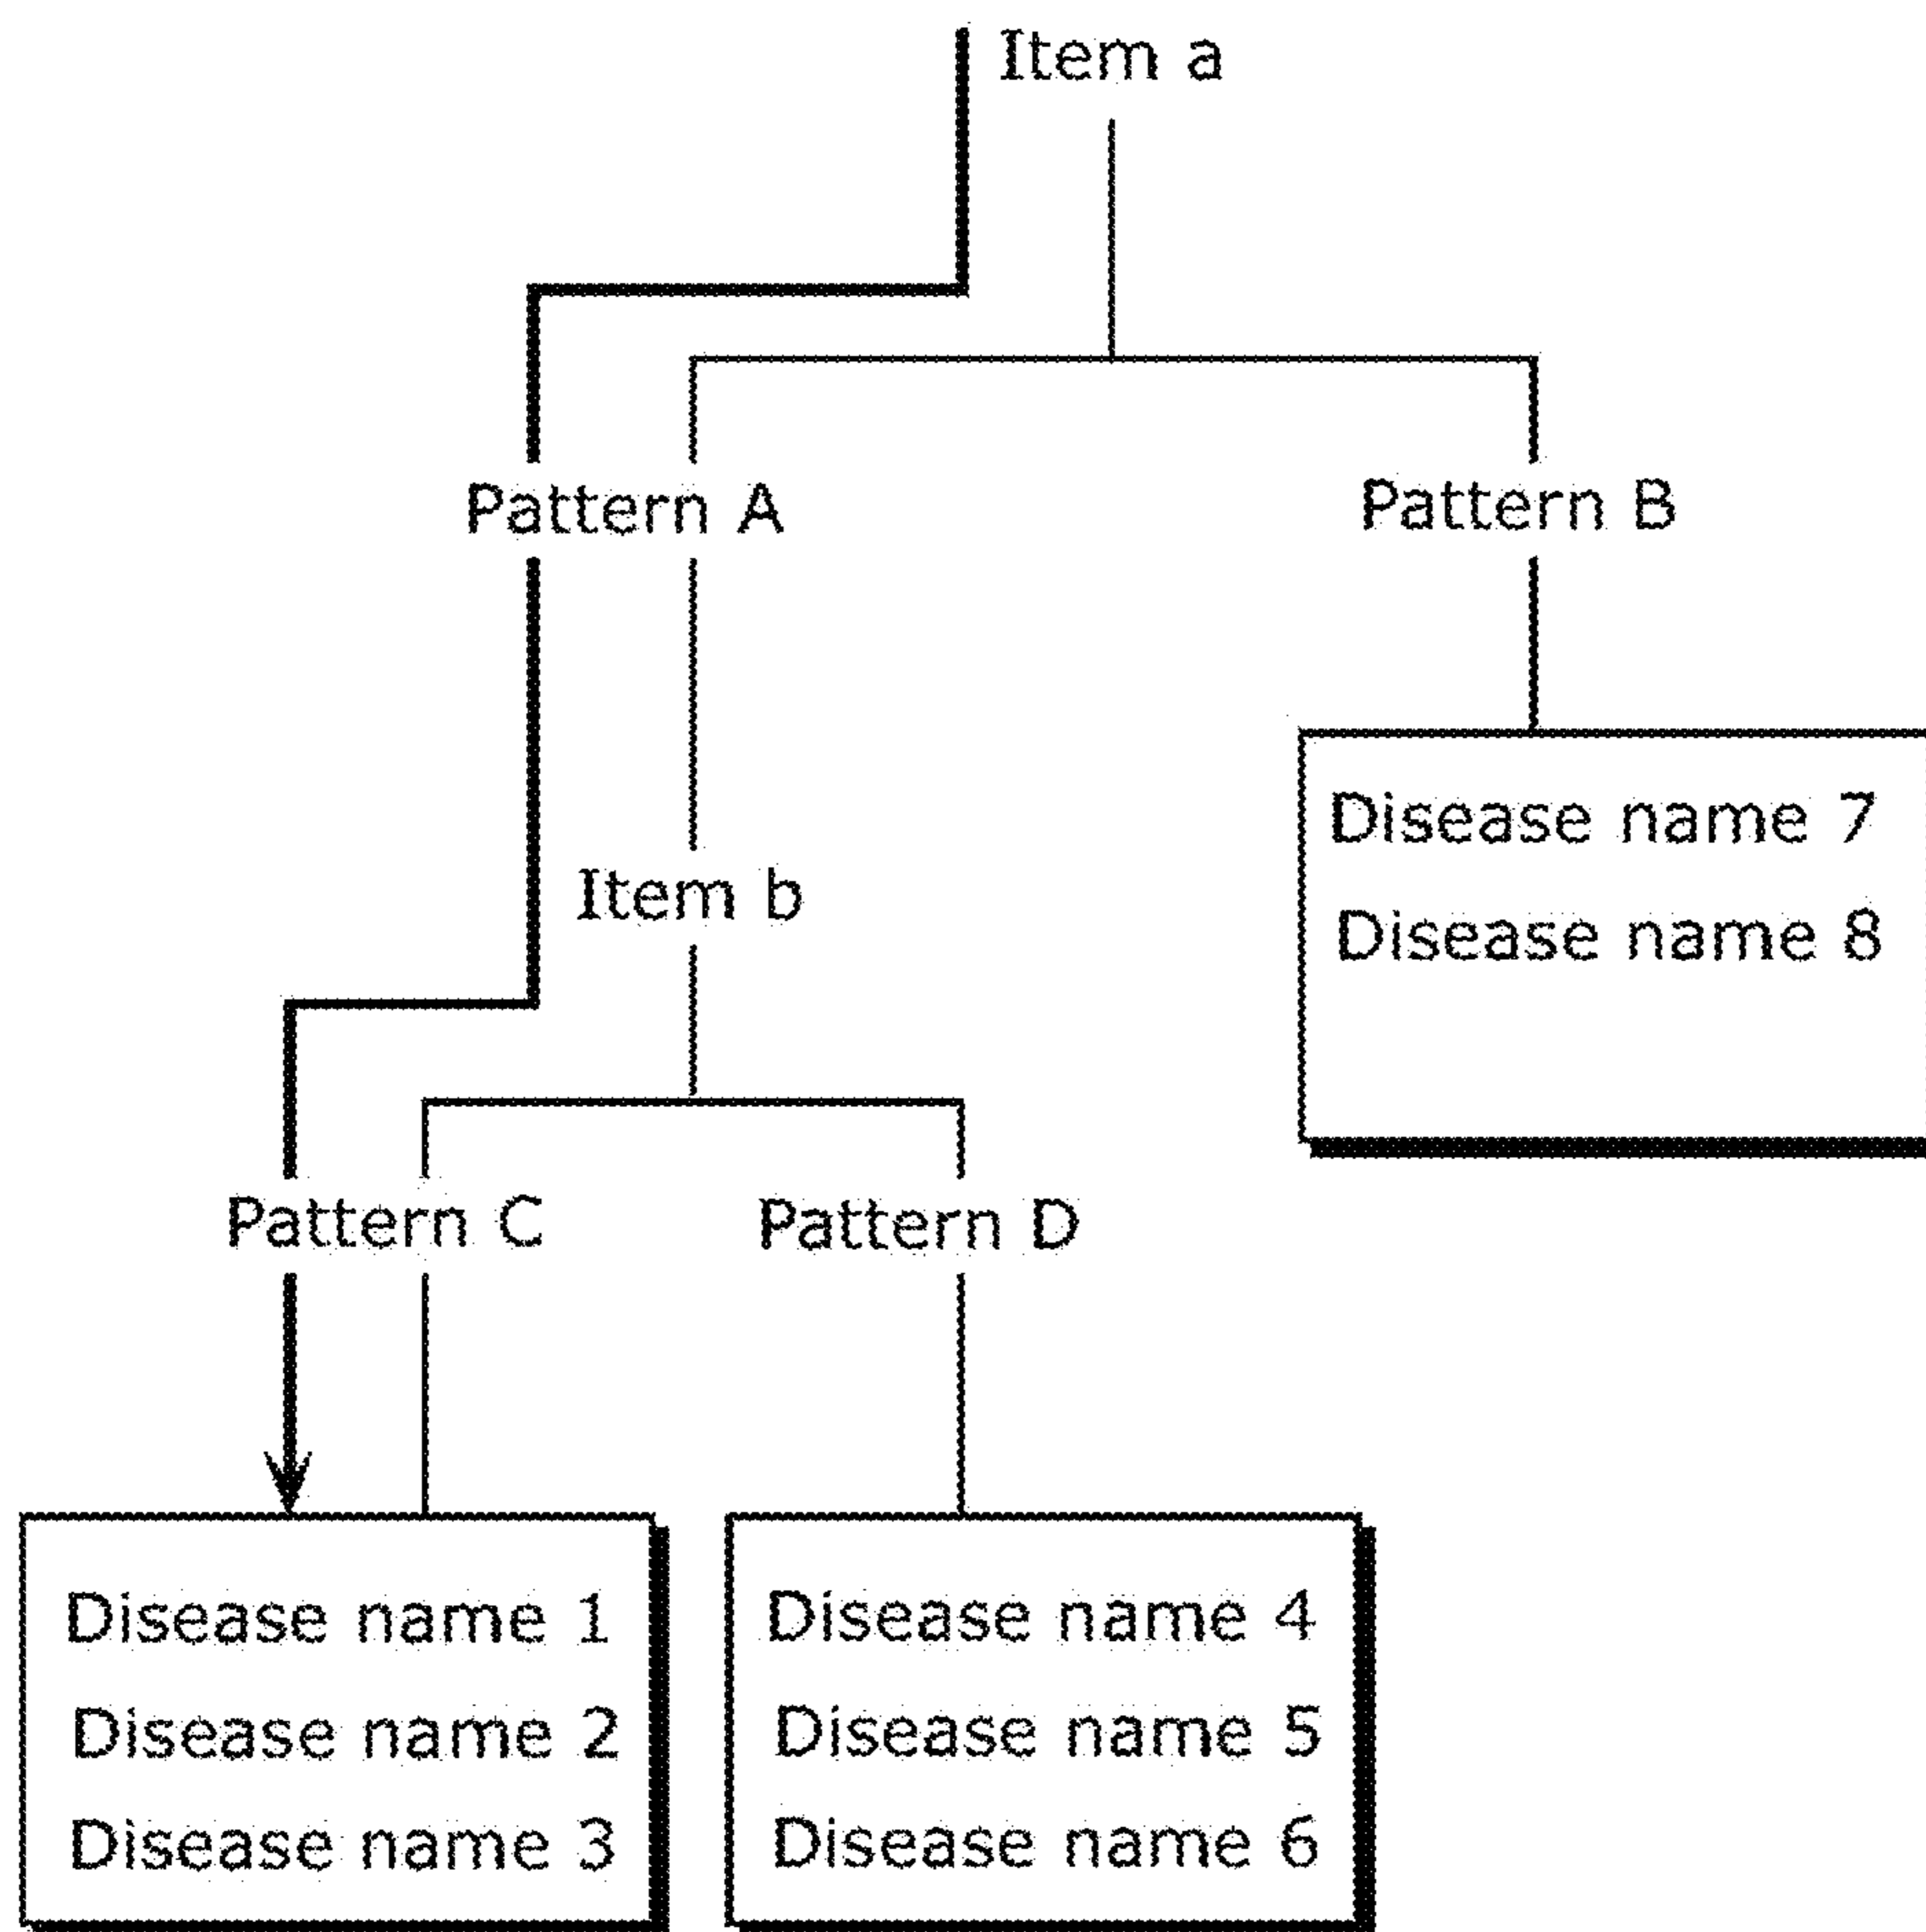 Item a
Pattern A
Pattern B
Disease name 7
Disease name 8
Item b
Pattern C
Pattern D
Disease name 1
Disease name 2
Disease name 3
Disease name 4
Disease name 5
Disease name 6